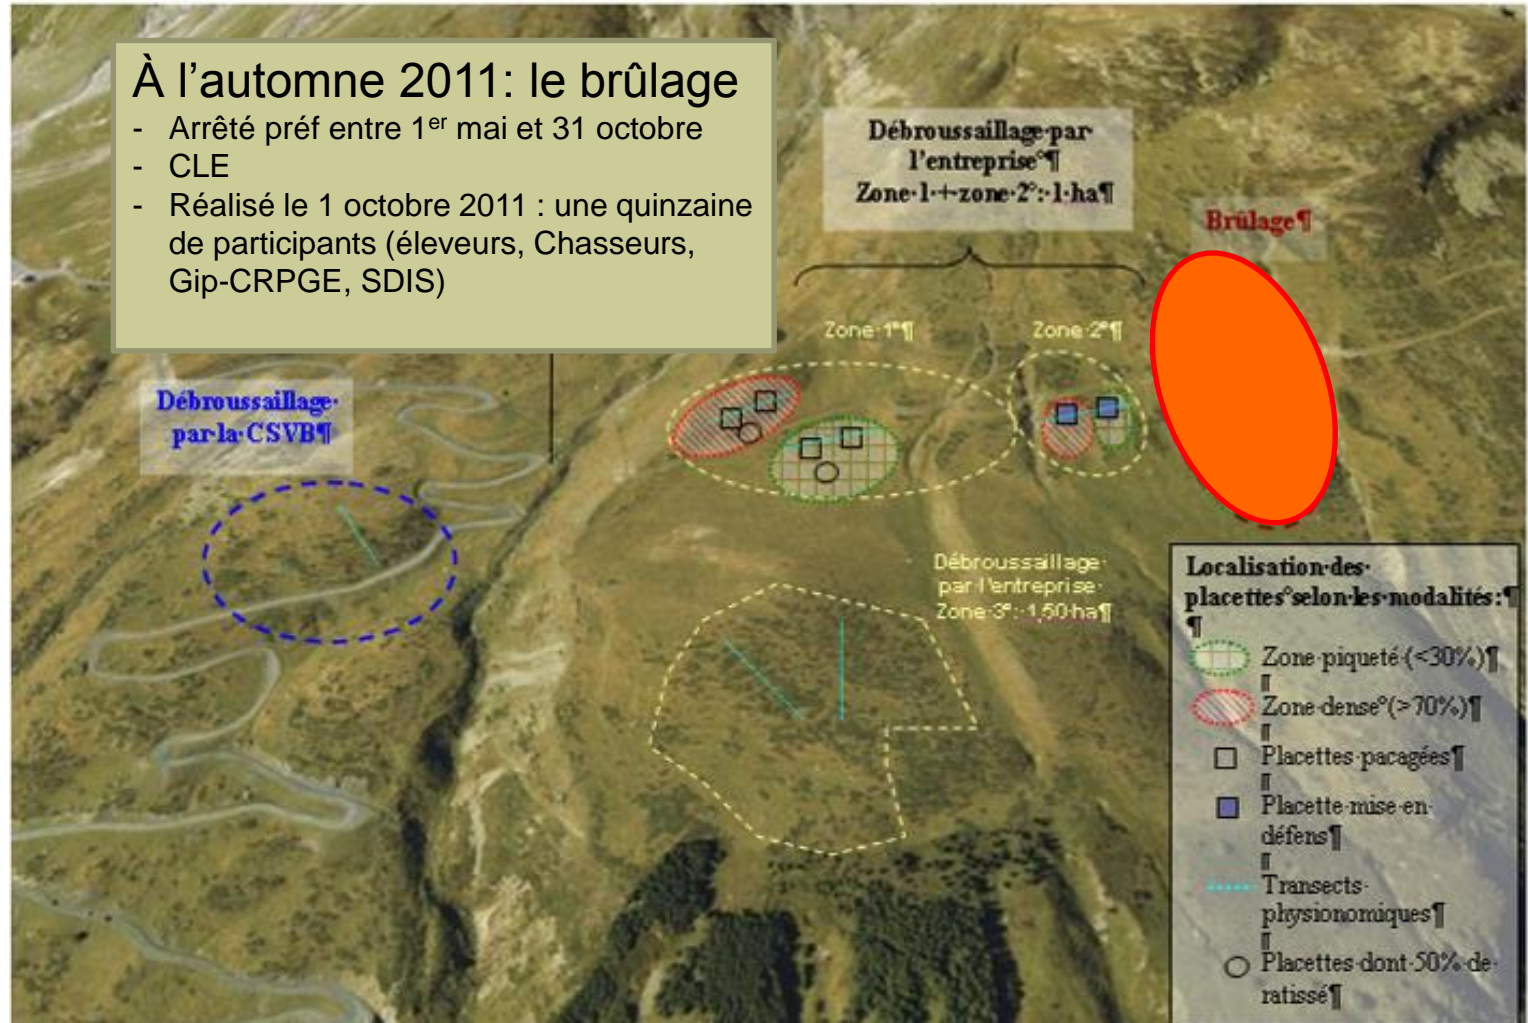 À l’automne 2011: le brûlage
- Arrêté préf entre 1er mai et 31 octobre
- CLE
- Réalisé le 1 octobre 2011 : une quinzaine
de participants (éleveurs, Chasseurs,
Gip-CRPGE, SDIS)
Débroussaillage·par·
l’entreprise°¶
Zone·1·+·zone·2°:·1·ha¶
Brûlage¶
Zone·1°¶
Zone·2°¶
Débroussaillage·
par·la·CSVB¶
Débroussaillage·
par·l’entreprise·
Zone·3°:·1,50·ha¶
Localisation·des·
placettes°selon·les·modalités:¶
¶
Zone·piqueté·(<30%)¶
¶
Zone·dense°(>70%)¶
¶
Placettes·pacagées¶
¶
Placette·mise·en·
défens¶
¶
Transects·
physionomiques¶
¶
Placettes·dont·50%·de·
ratissé¶